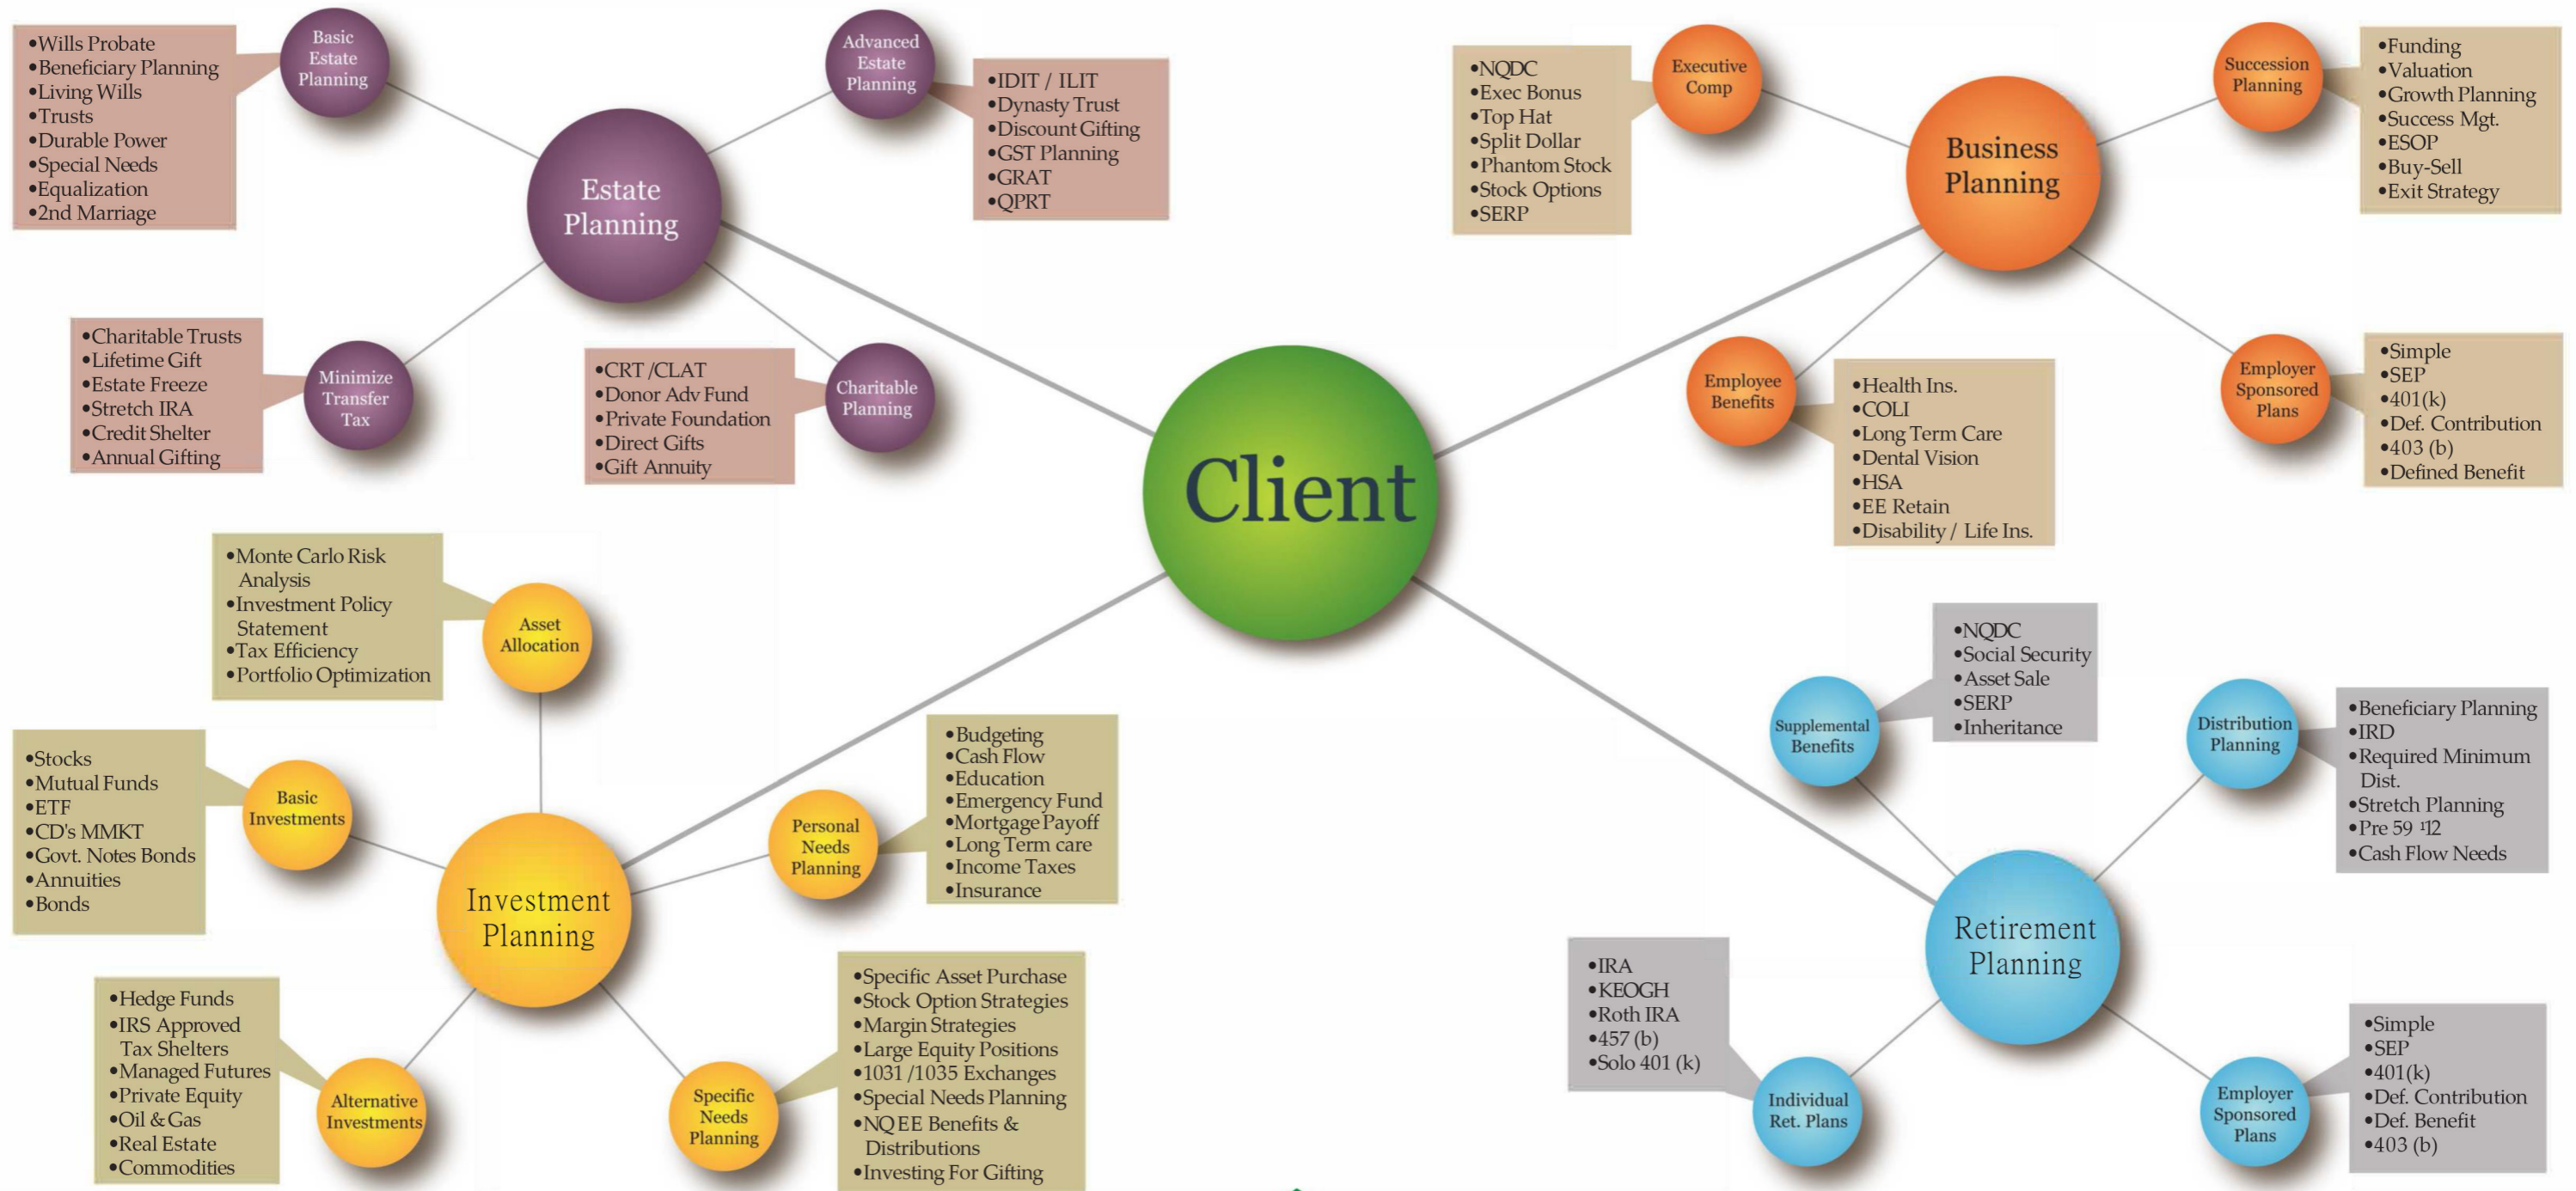 Client
Estate
Planning
Basic
Estate
Planning
•Wills Probate
•Beneficiary Planning
•Living Wills
•Trusts
•Durable Power
•Special Needs
•Equalization
•2nd Marriage
Advanced
Estate
Planning
•IDIT / ILIT
•Dynasty Trust
•Discount Gifting
•GST Planning
•GRAT
•QPRT
Minimize
Transfer
Tax
•Charitable Trusts
•Lifetime Gift
•Estate Freeze
•Stretch IRA
•Credit Shelter
•Annual Gifting
Charitable
Planning
•CRT /CLAT
•Donor Adv Fund
•Private Foundation
•Direct Gifts
•Gift Annuity
Business
Planning
Executive
Comp
•NQDC
•Exec Bonus
•Top Hat
•Split Dollar
•Phantom Stock
•Stock Options
•SERP
Succession
Planning
•Funding
•Valuation
•Growth Planning
•Success Mgt.
•ESOP
•Buy-Sell
•Exit Strategy
Employee
Benefits
•Health Ins.
•COLI
•Long Term Care
•Dental Vision
•HSA
•EE Retain
•Disability / Life Ins.
Employer
Sponsored
Plans
•Simple
•SEP
•401(k)
•Def. Contribution
•403 (b)
•Defined Benefit
Investment
Planning
Asset
Allocation
•Monte Carlo Risk
Analysis
•Investment Policy
Statement
•Tax Efficiency
•Portfolio Optimization
Basic
Investments
•Stocks
•Mutual Funds
•ETF
•CD's MMKT
•Govt. Notes Bonds
•Annuities
•Bonds
Personal
Needs
Planning
•Budgeting
•Cash Flow
•Education
•Emergency Fund
•Mortgage Payoff
•Long Term care
•Income Taxes
•Insurance
Alternative
Investments
•Hedge Funds
•IRS Approved
Tax Shelters
•Managed Futures
•Private Equity
•Oil & Gas
•Real Estate
•Commodities
Specific
Needs
Planning
•Specific Asset Purchase
•Stock Option Strategies
•Margin Strategies
•Large Equity Positions
•1031 /1035 Exchanges
•Special Needs Planning
•NQ EE Benefits &
Distributions
•Investing For Gifting
Retirement
Planning
Supplemental
Benefits
•NQDC
•Social Security
•Asset Sale
•SERP
•Inheritance
Distribution
Planning
•Beneficiary Planning
•IRD
•Required Minimum
Dist.
•Stretch Planning
•Pre 59 ¹12
•Cash Flow Needs
Individual
Ret. Plans
•IRA
•KEOGH
•Roth IRA
•457 (b)
•Solo 401 (k)
Employer
Sponsored
Plans
•Simple
•SEP
•401(k)
•Def. Contribution
•Def. Benefit
•403 (b)